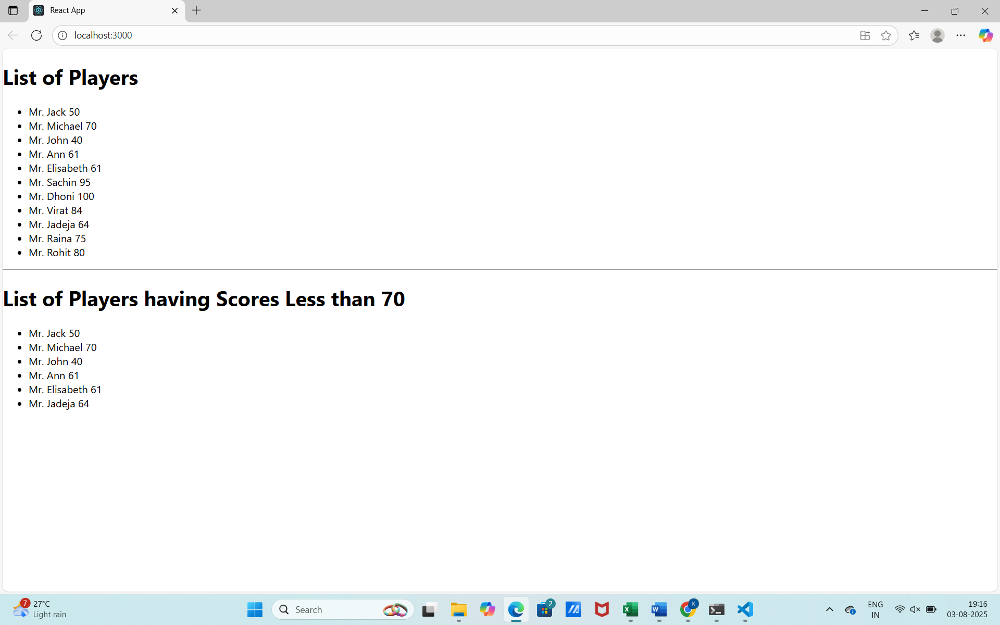 React App
localhost:3000
List of Players
Mr. Jack 50
Mr. Michael 70
Mr. John 40
Mr. Ann 61
Mr. Elisabeth 61
Mr. Sachin 95
Mr. Dhoni 100
Mr. Virat 84
Mr. Jadeja 64
Mr. Raina 75
Mr. Rohit 80
List of Players having Scores Less than 70
Mr. Jack 50
Mr. Michael 70
Mr. John 40
Mr. Ann 61
Mr. Elisabeth 61
Mr. Jadeja 64
7
27°C
Light rain
Search
2
K
ENG
IN
19:16
03-08-2025